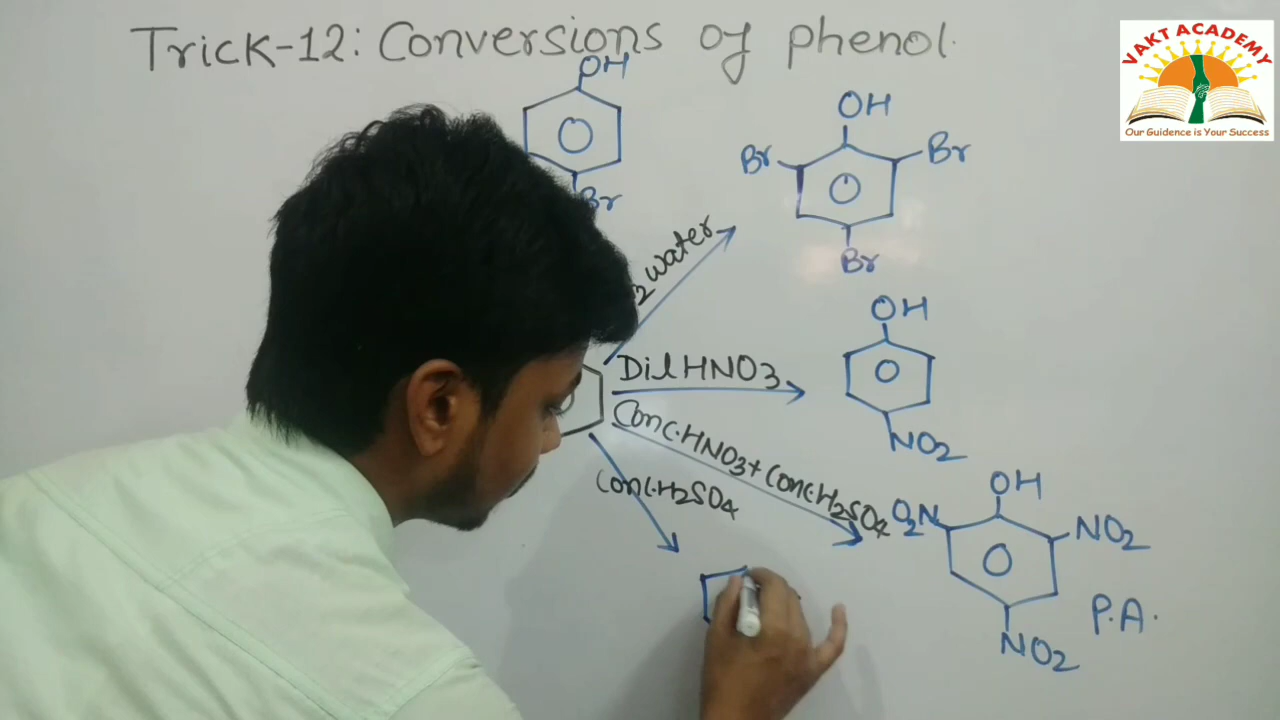 Trick-12: Conversions of phenol.
VAKT ACADEMY
Our Guidence is Your Success
OH
Br
OH
Br
Br
Br
2 water
OH
NO2
Dil HNO3
Conc.HNO3+Conc.H2SO4
Conc.H2SO4
OH
O2N
NO2
NO2
P.A.